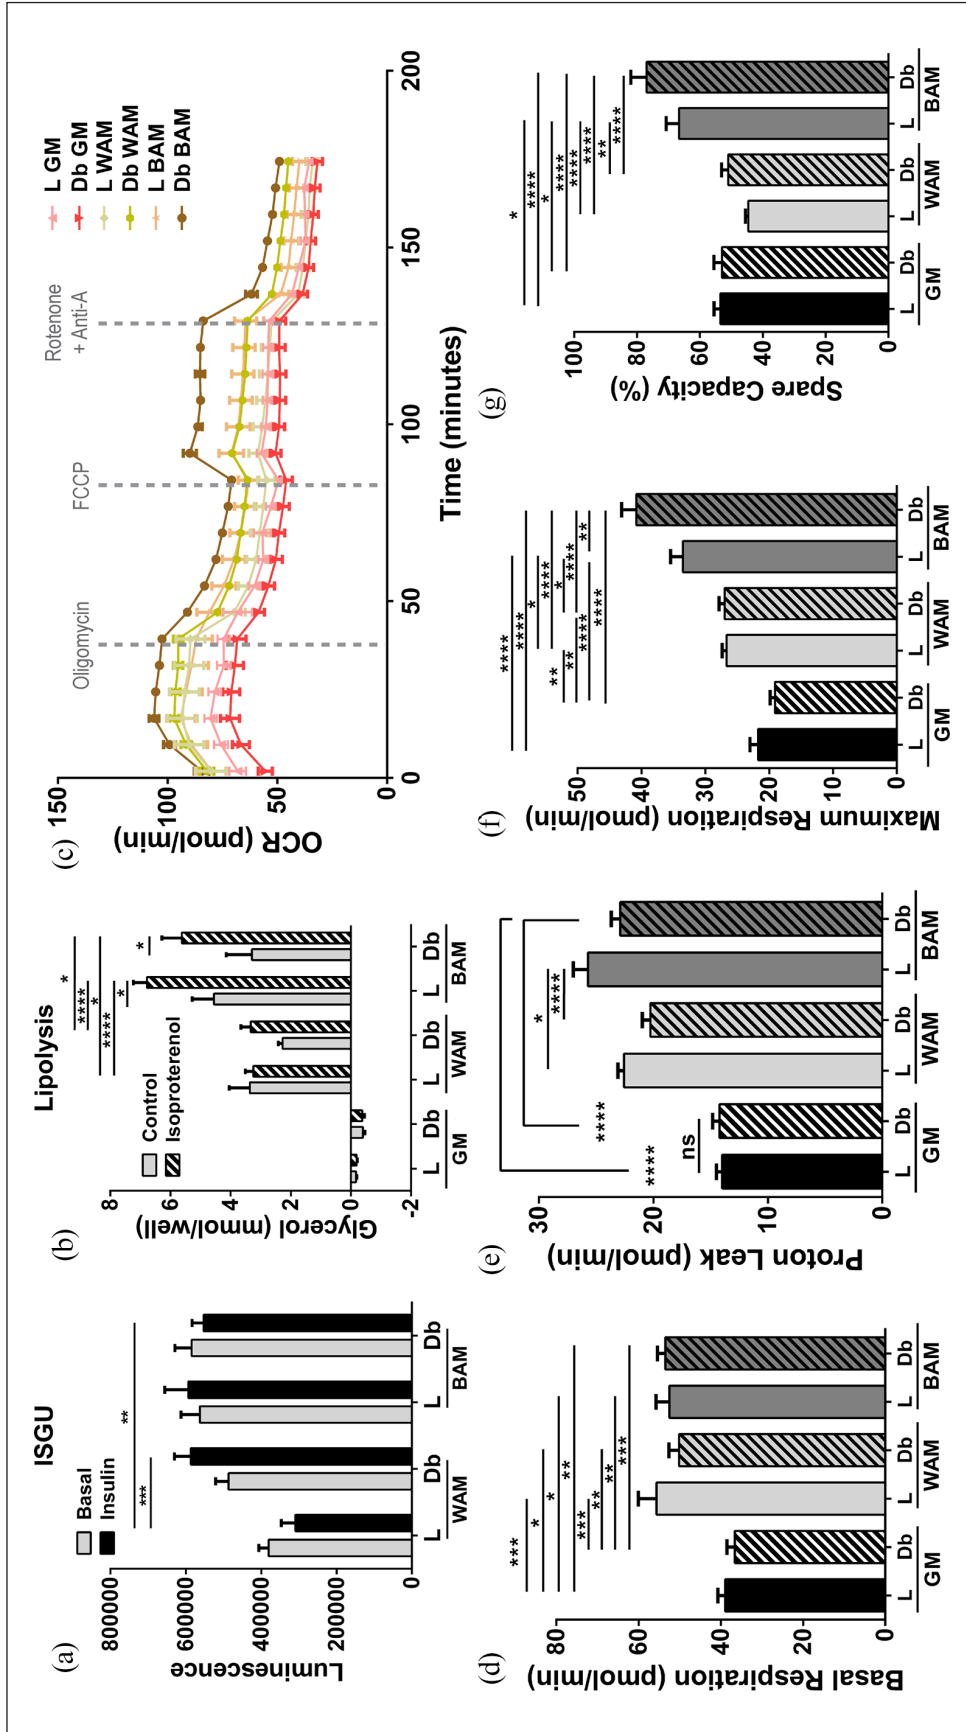 (a)
ISGU
Basal
Insulin
Luminescence
800000
600000
400000
200000
0
***
**
L
Db
L
Db
WAM
BAM
(b)
Lipolysis
Control
Isoproterenol
Glycerol (mmol/well)
8
6
4
2
0
-2
*
****
*
****
*
*
L
Db
L
Db
L
Db
GM
WAM
BAM
(c)
OCR (pmol/min)
150
100
50
0
Oligomycin
FCCP
Rotenone
+ Anti-A
L GM
Db GM
L WAM
Db WAM
L BAM
Db BAM
0
50
100
150
200
Time (minutes)
(d)
Basal Respiration (pmol/min)
80
60
40
20
0
***
*
*
**
***
**
**
***
L
Db
L
Db
L
Db
GM
WAM
BAM
(e)
Proton Leak (pmol/min)
30
20
10
0
****
****
ns
*
****
L
Db
L
Db
L
Db
GM
WAM
BAM
(f)
Maximum Respiration (pmol/min)
50
40
30
20
10
0
****
****
*
****
*
****
**
**
**
****
****
L
Db
L
Db
L
Db
GM
WAM
BAM
(g)
Spare Capacity (%)
100
80
60
40
20
0
*
****
*
****
****
****
**
****
L
Db
L
Db
L
Db
GM
WAM
BAM